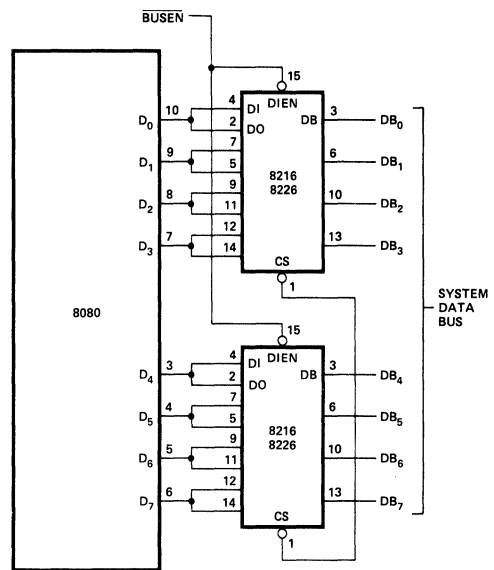 BUSEN
15
DIEN
10
D0
4
DI
2
DO
DB
3
DB0
9
D1
7
5
6
DB1
8216
8226
8
D2
9
11
10
DB2
7
D3
12
14
13
DB3
CS
1
SYSTEM
DATA
BUS
8080
15
DIEN
3
D4
4
DI
2
DO
DB
3
DB4
4
D5
7
5
6
DB5
8216
8226
5
D6
9
11
10
DB6
6
D7
12
14
13
DB7
CS
1